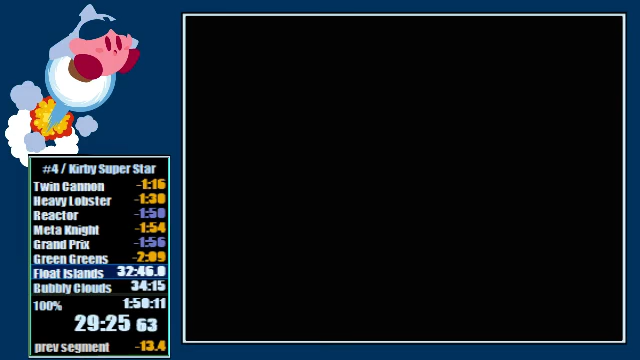 #4 / Kirby Super Star
Twin Cannon -1:16
Heavy Lobster -1:30
Reactor -1:50
Meta Knight -1:54
Grand Prix -1:56
Green Greens -2:09
Float Islands 32:46.0
Bubbly Clouds 34:15
100% 1:50:11
29:25 63
prev segment -13.4